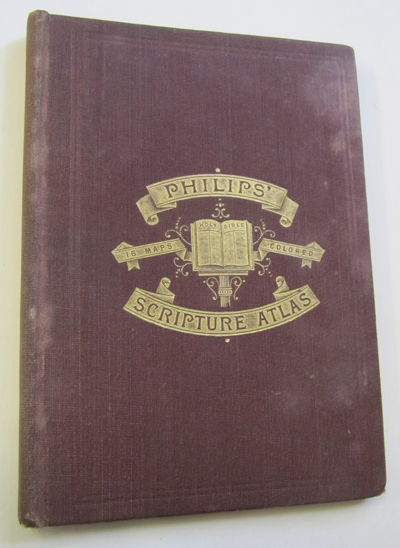 PHILIPS'
HOLY BIBLE
16 MAPS COLORED
SCRIPTURE ATLAS